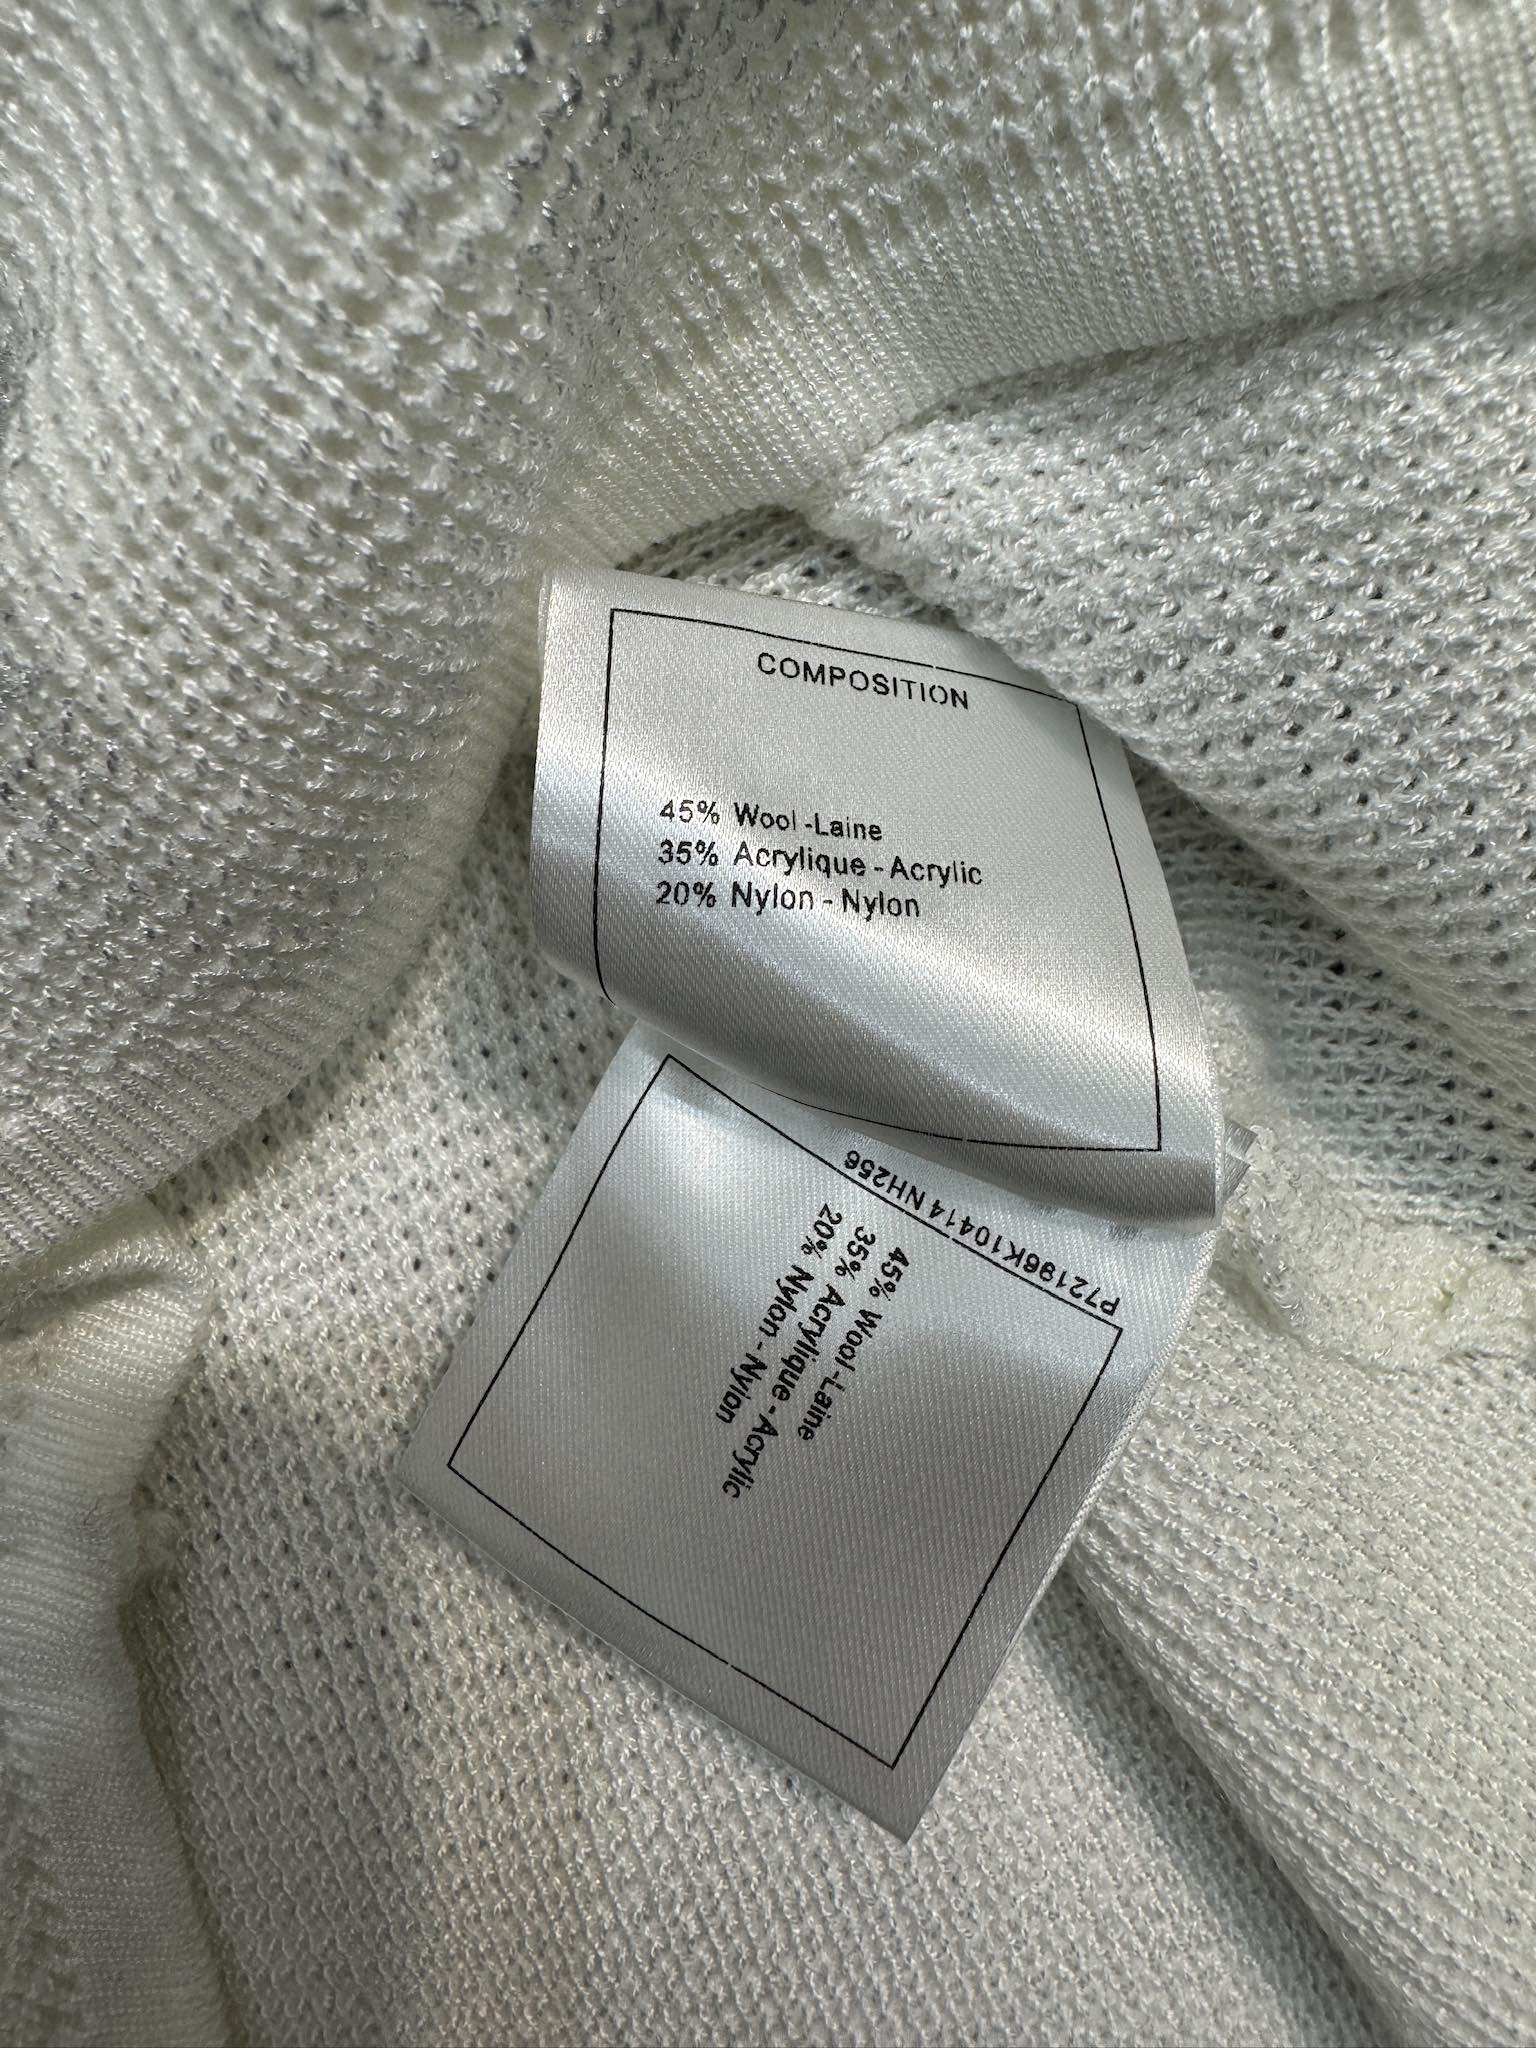 COMPOSITION
45% Wool -Laine
35% Acrylique - Acrylic
20% Nylon - Nylon
P72196K10414 NH256
45% Wool -Laine
35% Acrylique - Acrylic
20% Nylon - Nylon